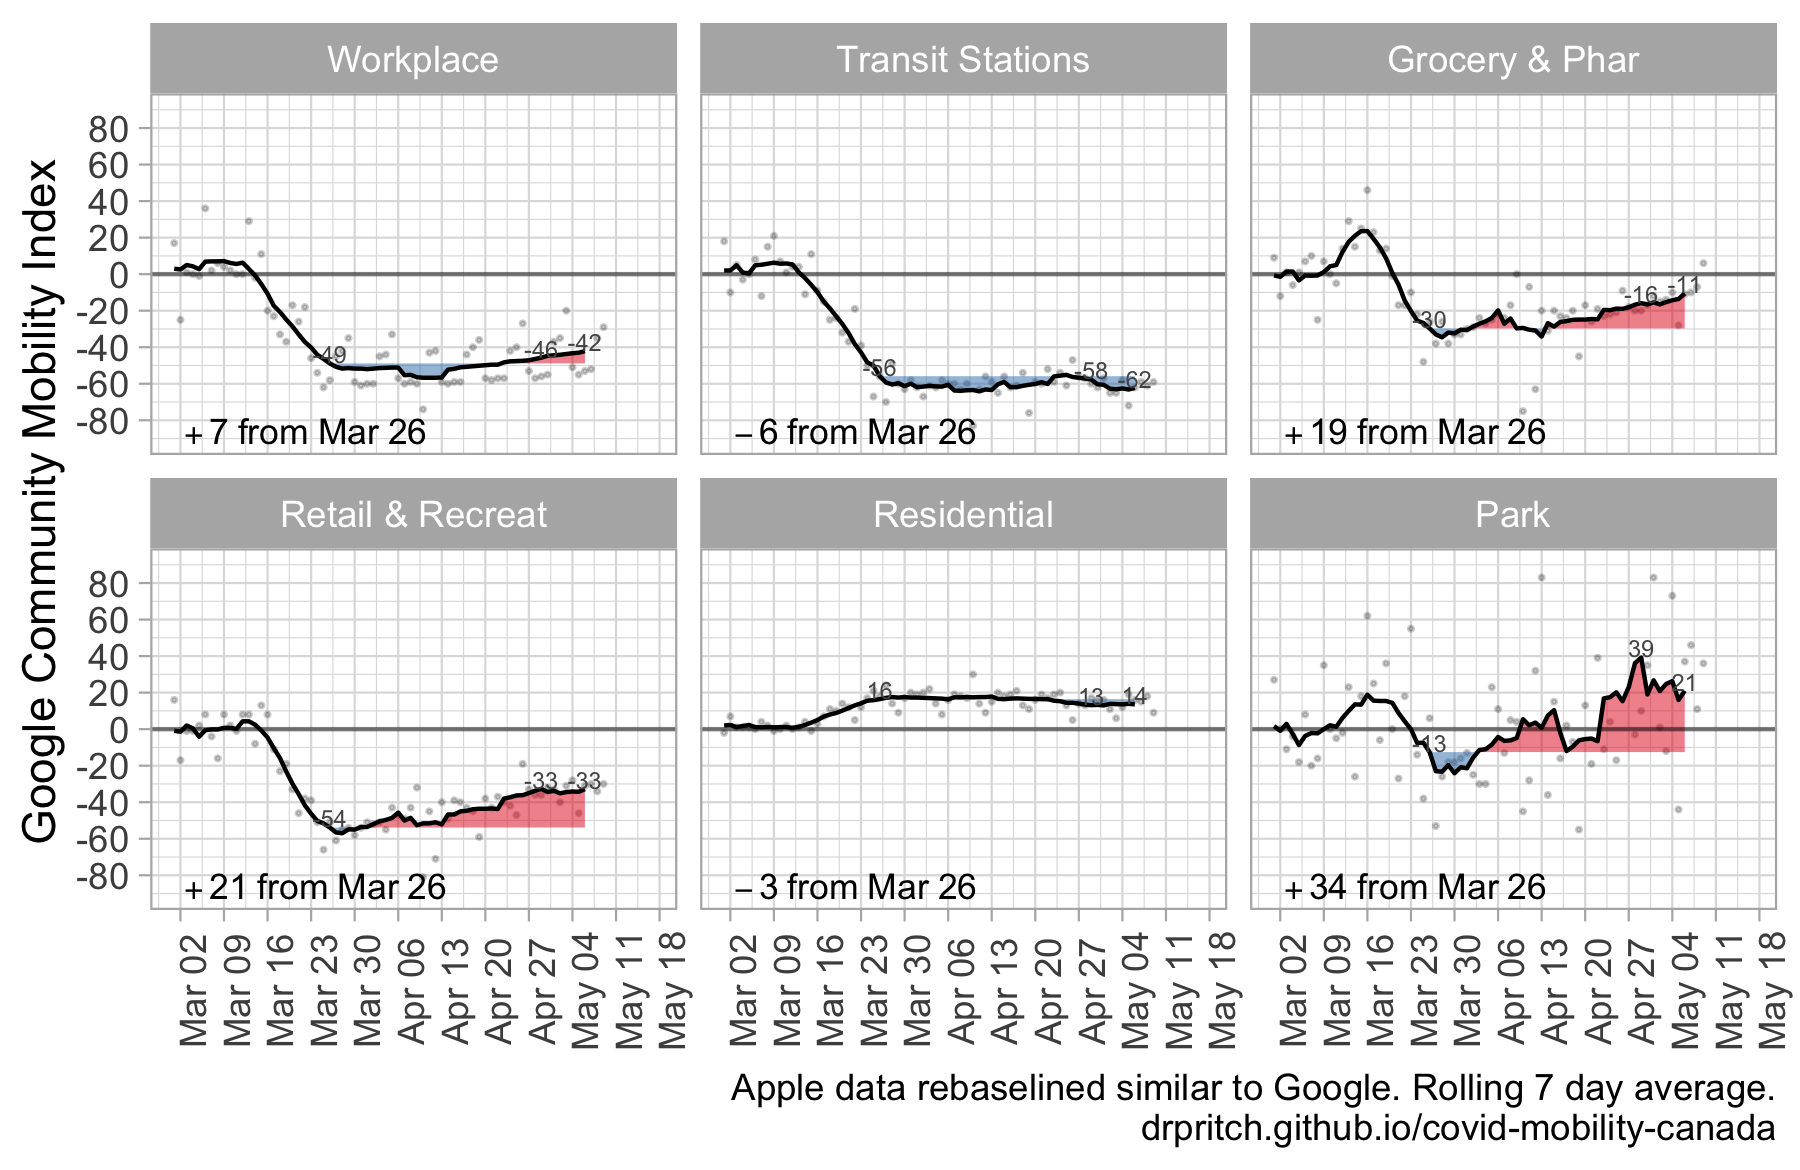 Google Community Mobility Index
Workplace
Transit Stations
Grocery & Phar
80
60
40
20
0
-20
-40
-60
-80
-49
-46
-42
+ 7 from Mar 26
-56
-58
-62
− 6 from Mar 26
-30
-16
-11
+ 19 from Mar 26
Retail & Recreat
Residential
Park
80
60
40
20
0
-20
-40
-60
-80
-54
-33
-33
+ 21 from Mar 26
16
13
14
− 3 from Mar 26
-13
39
21
+ 34 from Mar 26
Mar 02
Mar 09
Mar 16
Mar 23
Mar 30
Apr 06
Apr 13
Apr 20
Apr 27
May 04
May 11
May 18
Mar 02
Mar 09
Mar 16
Mar 23
Mar 30
Apr 06
Apr 13
Apr 20
Apr 27
May 04
May 11
May 18
Mar 02
Mar 09
Mar 16
Mar 23
Mar 30
Apr 06
Apr 13
Apr 20
Apr 27
May 04
May 11
May 18
Apple data rebaselined similar to Google. Rolling 7 day average.
drpritch.github.io/covid-mobility-canada